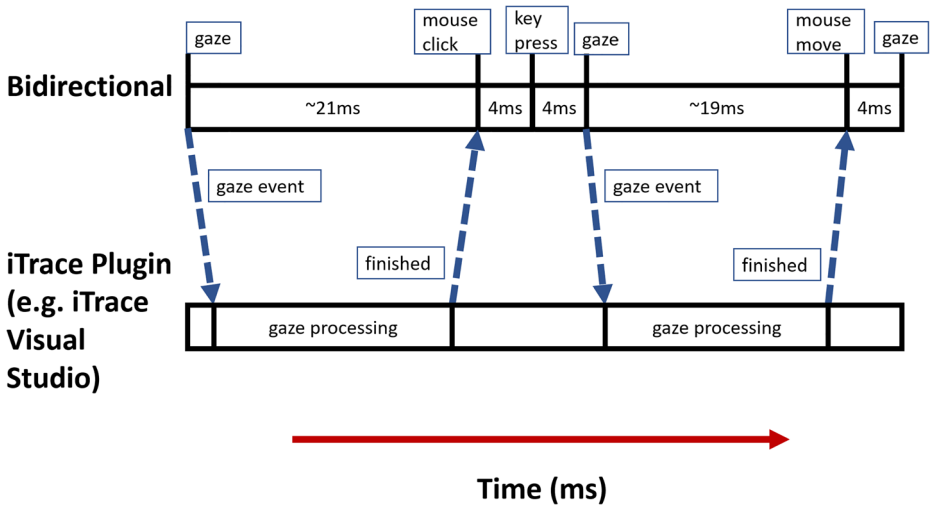 gaze
mouse
click
key
press
gaze
mouse
move
gaze
Bidirectional
~21ms
4ms
4ms
~19ms
4ms
gaze event
gaze event
finished
finished
iTrace Plugin
(e.g. iTrace
Visual
Studio)
gaze processing
gaze processing
Time (ms)